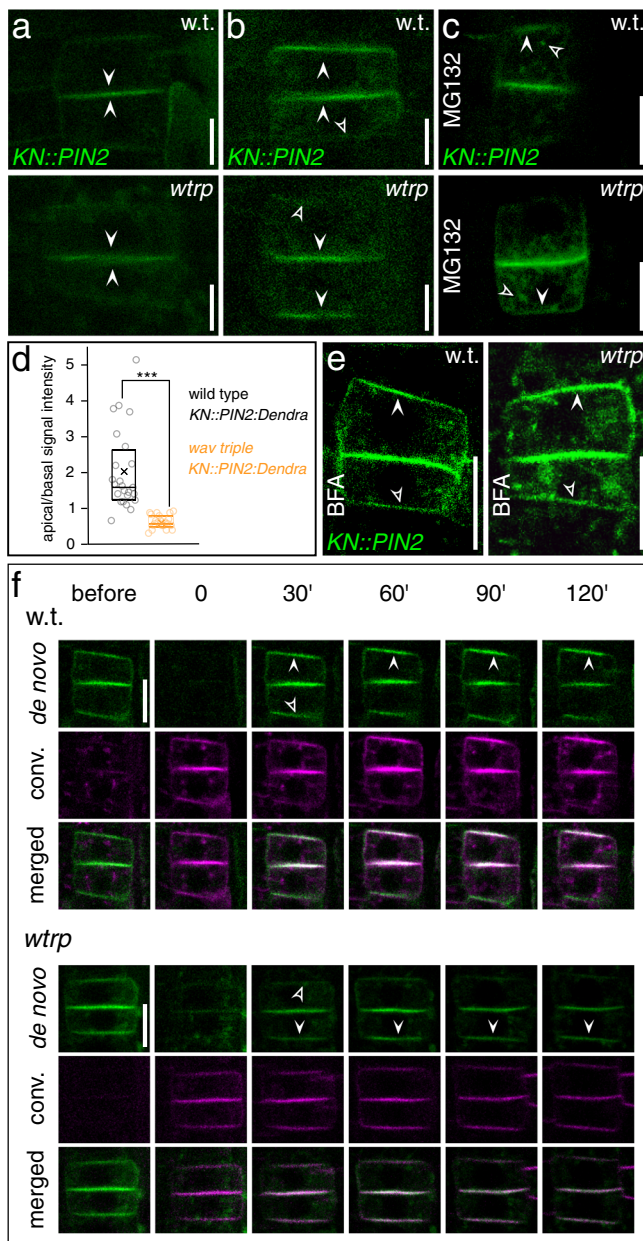 a
w.t.
KN::PIN2
wtrp
b
w.t.
KN::PIN2
wtrp
c
w.t.
MG132
KN::PIN2
wtrp
MG132
d
apical/basal signal intensity
5
4
3
2
1
0
***
wild type
KN::PIN2:Dendra
wav triple
KN::PIN2:Dendra
e
w.t.
BFA
KN::PIN2
wtrp
BFA
f
before 0 30' 60' 90' 120'
w.t.
de novo
conv.
merged
wtrp
de novo
conv.
merged